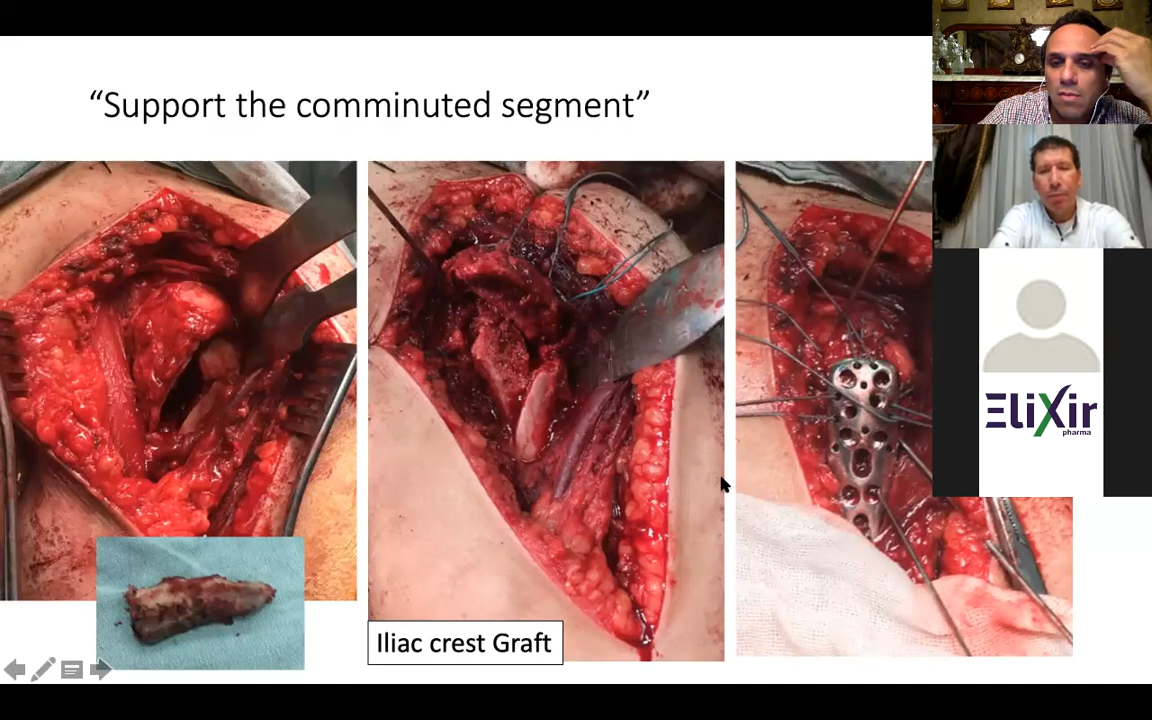 “Support the comminuted segment”
Iliac crest Graft
EliXir
pharma